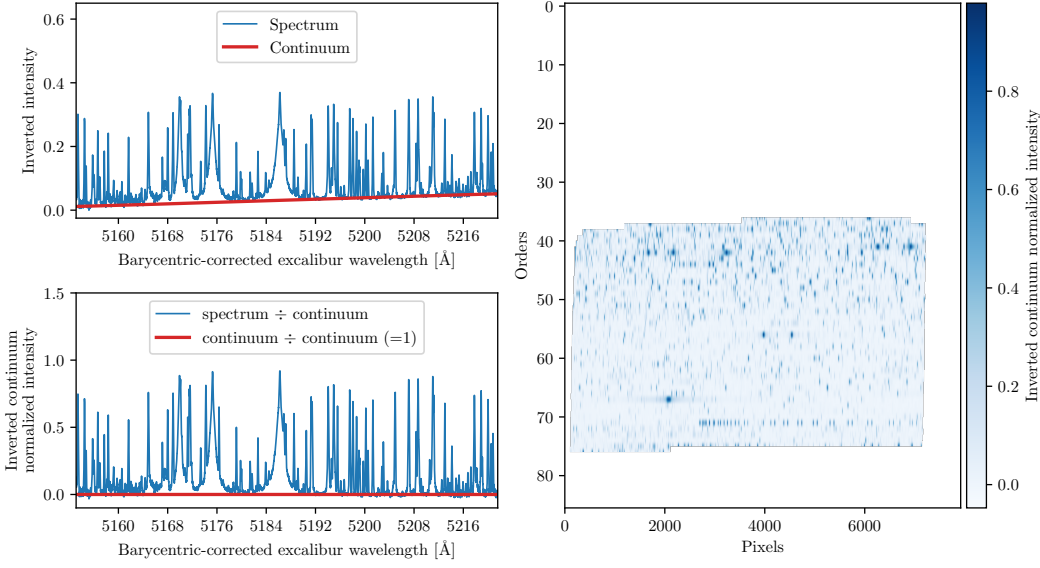 0.6
0.4
0.2
0.0
Inverted intensity
Spectrum
Continuum
5160 5168 5176 5184 5192 5200 5208 5216
Barycentric-corrected excalibur wavelength [Å]
1.5
1.0
0.5
0.0
Inverted continuum
normalized intensity
spectrum ÷ continuum
continuum ÷ continuum (=1)
5160 5168 5176 5184 5192 5200 5208 5216
Barycentric-corrected excalibur wavelength [Å]
0
10
20
30
40
50
60
70
80
Orders
0 2000 4000 6000
Pixels
0.8
0.6
0.4
0.2
0.0
Inverted continuum normalized intensity